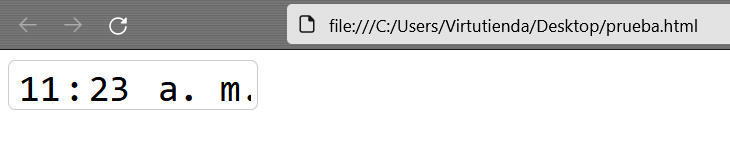 file:///C:/Users/Virtutienda/Desktop/prueba.html
11:23 a. m.